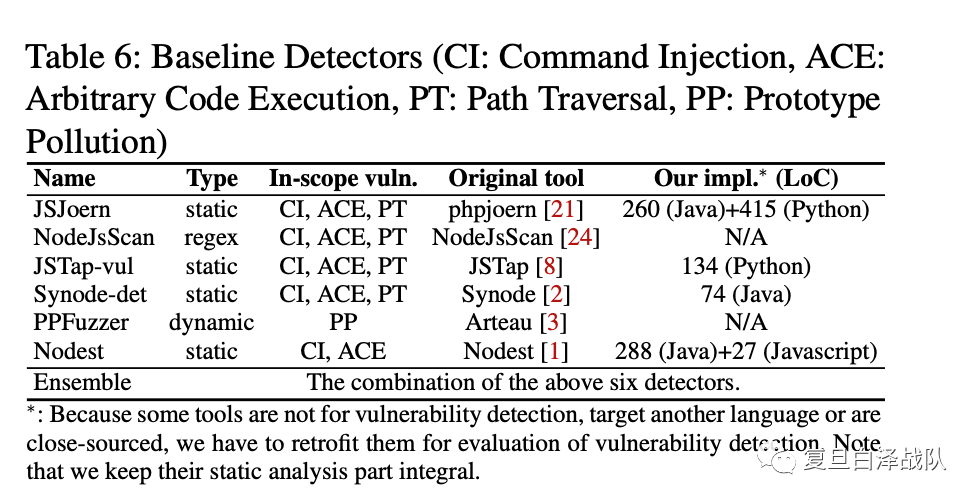 Table 6: Baseline Detectors (CI: Command Injection, ACE:
Arbitrary Code Execution, PT: Path Traversal, PP: Prototype
Pollution)
Name Type In-scope vuln. Original tool Our impl.* (LoC)
JSJoern static CI, ACE, PT phpjoern [21] 260 (Java)+415 (Python)
NodeJsScan regex CI, ACE, PT NodeJsScan [24] N/A
JSTap-vul static CI, ACE, PT JSTap [8] 134 (Python)
Synode-det static CI, ACE, PT Synode [2] 74 (Java)
PPFuzzer dynamic PP Arteau [3] N/A
Nodest static CI, ACE Nodest [1] 288 (Java)+27 (Javascript)
Ensemble The combination of the above six detectors.
*: Because some tools are not for vulnerability detection, target another language or are
close-sourced, we have to retrofit them for evaluation of vulnerability detection. Note
that we keep their static analysis part integral.
复旦白泽战队